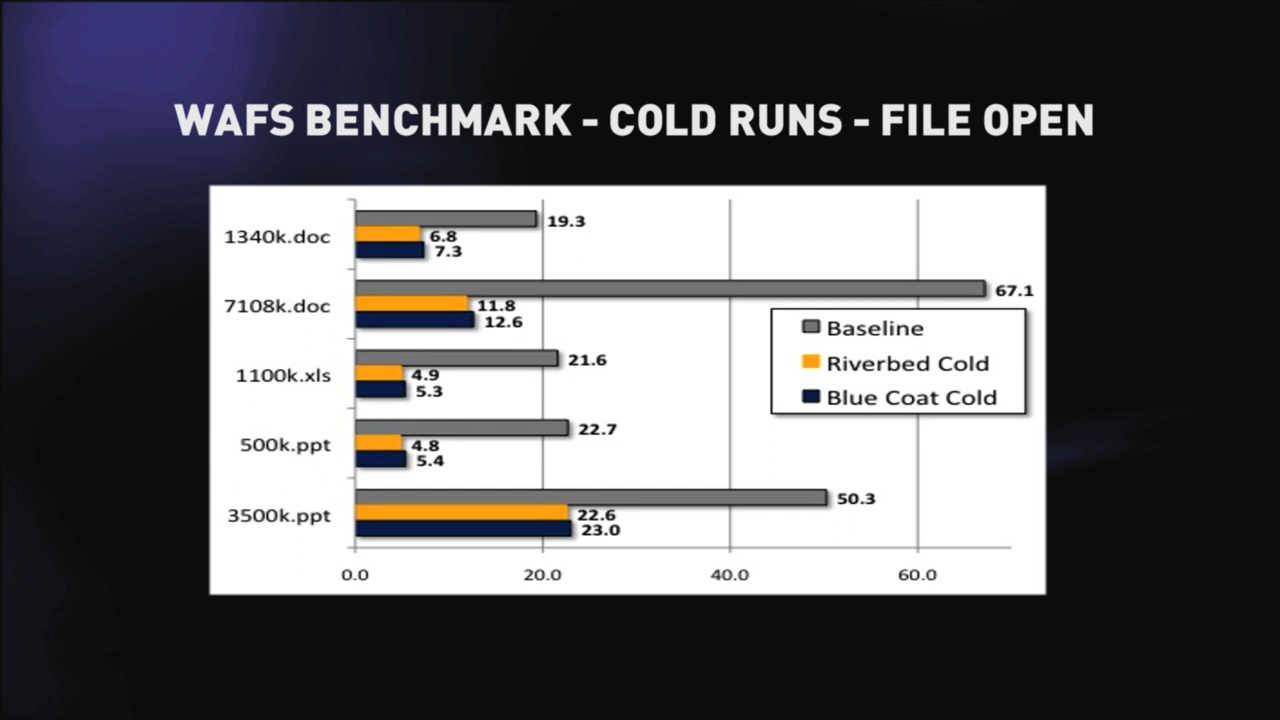 WAFS BENCHMARK - COLD RUNS - FILE OPEN
1340k.doc
19.3
6.8
7.3
7108k.doc
67.1
11.8
12.6
1100k.xls
21.6
4.9
5.3
500k.ppt
22.7
4.8
5.4
3500k.ppt
50.3
22.6
23.0
Baseline
Riverbed Cold
Blue Coat Cold
0.0 20.0 40.0 60.0